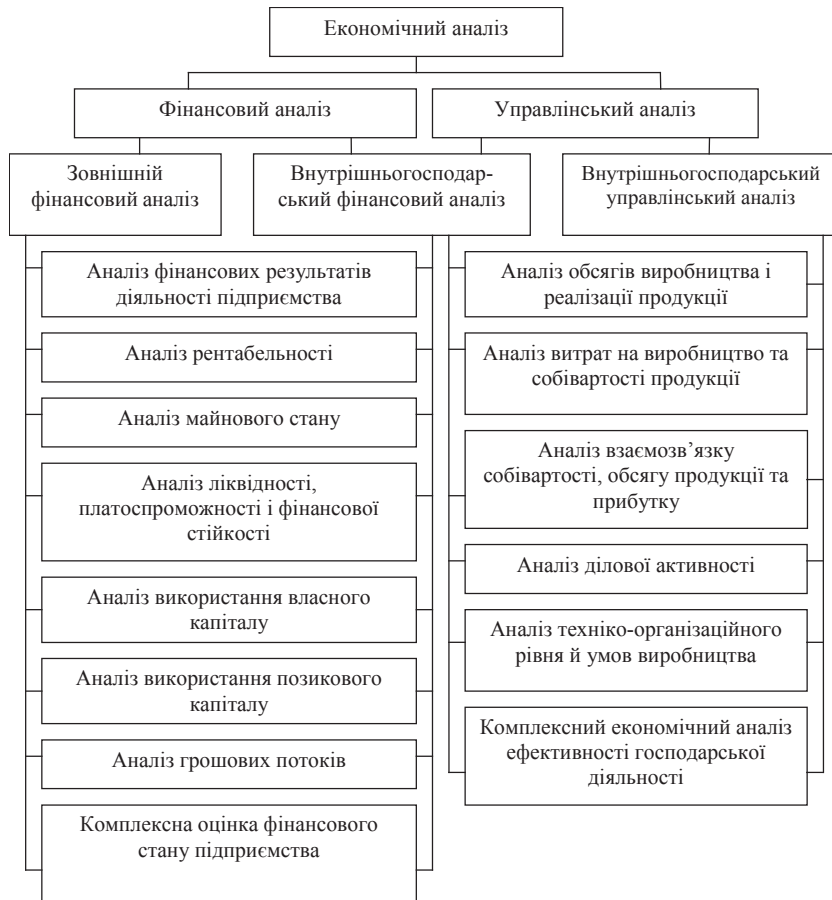 Економічний аналіз
Фінансовий аналіз
Управлінський аналіз
Зовнішній
фінансовий аналіз
Внутрішньогосподар-
ський фінансовий аналіз
Внутрішньогосподарський
управлінський аналіз
Аналіз фінансових результатів
діяльності підприємства
Аналіз рентабельності
Аналіз майнового стану
Аналіз ліквідності,
платоспроможності і фінансової
стійкості
Аналіз використання власного
капіталу
Аналіз використання позикового
капіталу
Аналіз грошових потоків
Комплексна оцінка фінансового
стану підприємства
Аналіз обсягів виробництва і
реалізації продукції
Аналіз витрат на виробництво та
собівартості продукції
Аналіз взаємозв’язку
собівартості, обсягу продукції та
прибутку
Аналіз ділової активності
Аналіз техніко-організаційного
рівня й умов виробництва
Комплексний економічний аналіз
ефективності господарської
діяльності